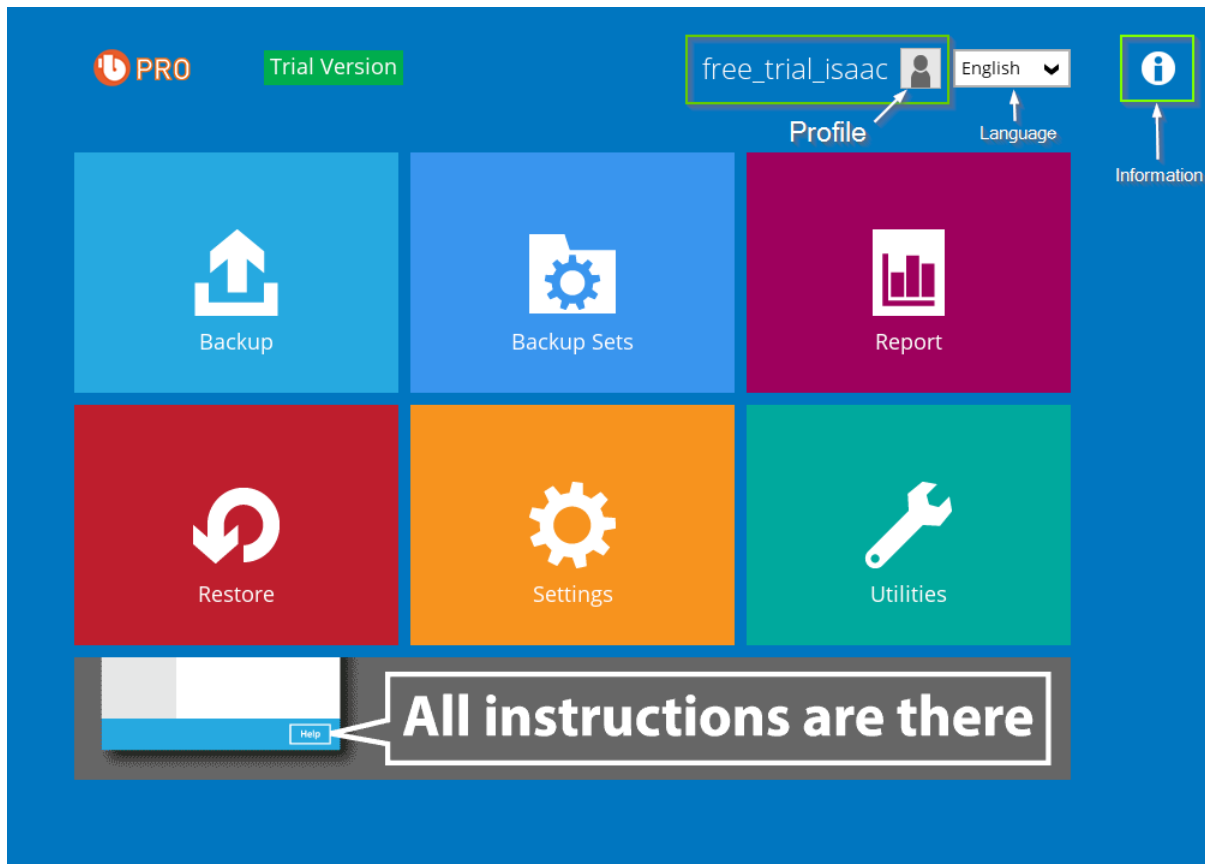 PRO
Trial Version
free_trial_isaac
English
Profile
Language
Information
Backup
Backup Sets
Report
Restore
Settings
Utilities
Help
All instructions are there